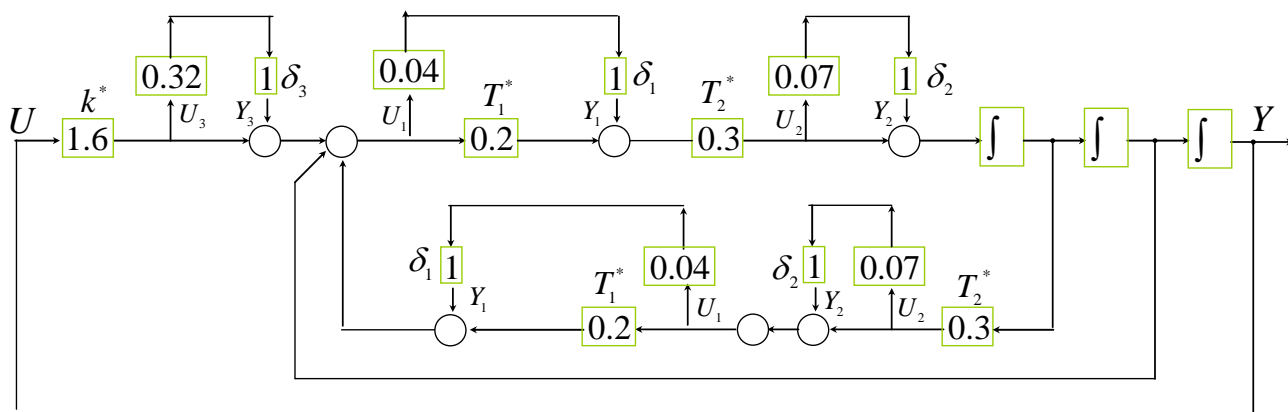 0.32 1 δ₃ 0.04 1 δ₁ 0.07 1 δ₂
U k* U₃ Y₃ U₁ T₁* Y₁ T₂* U₂ Y₂ Y
1.6 0.2 0.3 ∫ ∫ ∫
δ₁ 1 0.04 δ₂ 1 0.07
Y₁ T₁* U₁ Y₂ U₂ T₂*
0.2 0.3